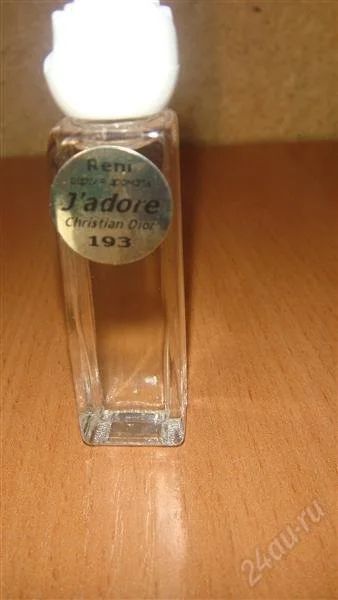 Reni
J'adore
Christian Dior
193
24au.ru